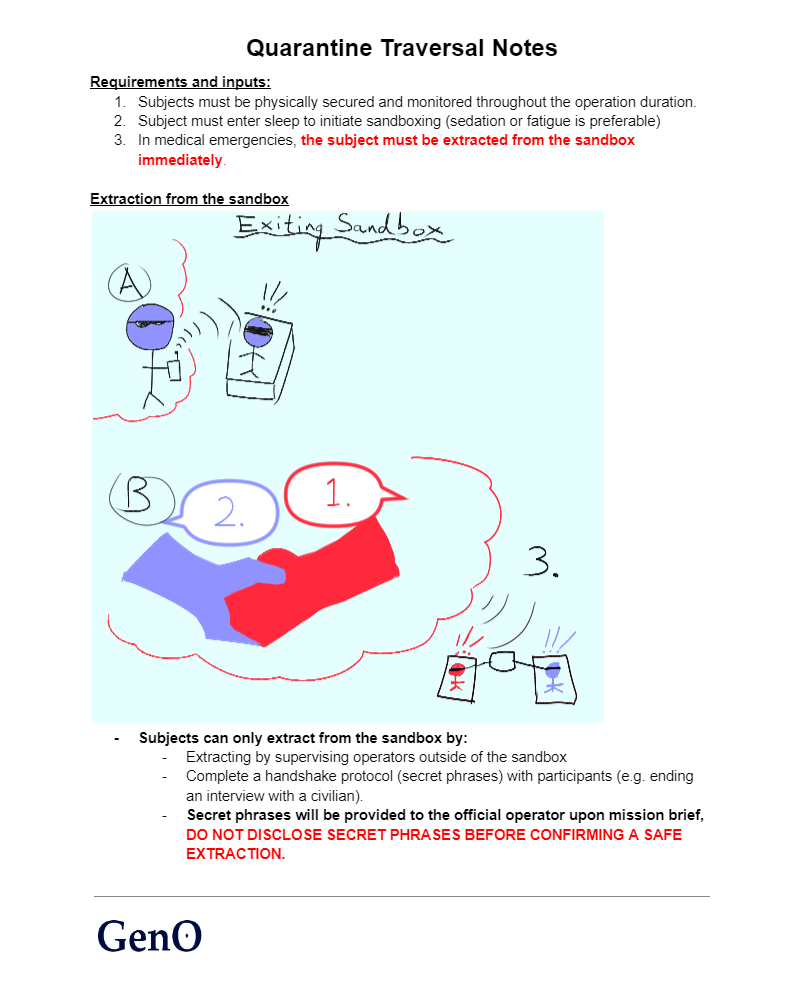 Quarantine Traversal Notes
Requirements and inputs:
1. Subjects must be physically secured and monitored throughout the operation duration.
2. Subject must enter sleep to initiate sandboxing (sedation or fatigue is preferable)
3. In medical emergencies, the subject must be extracted from the sandbox
immediately.
Extraction from the sandbox
Exiting Sandbox
A
!!
...
B
2.
1.
3.
!!!
!!!
- Subjects can only extract from the sandbox by:
- Extracting by supervising operators outside of the sandbox
- Complete a handshake protocol (secret phrases) with participants (e.g. ending
an interview with a civilian).
- Secret phrases will be provided to the official operator upon mission brief,
DO NOT DISCLOSE SECRET PHRASES BEFORE CONFIRMING A SAFE
EXTRACTION.
GenO